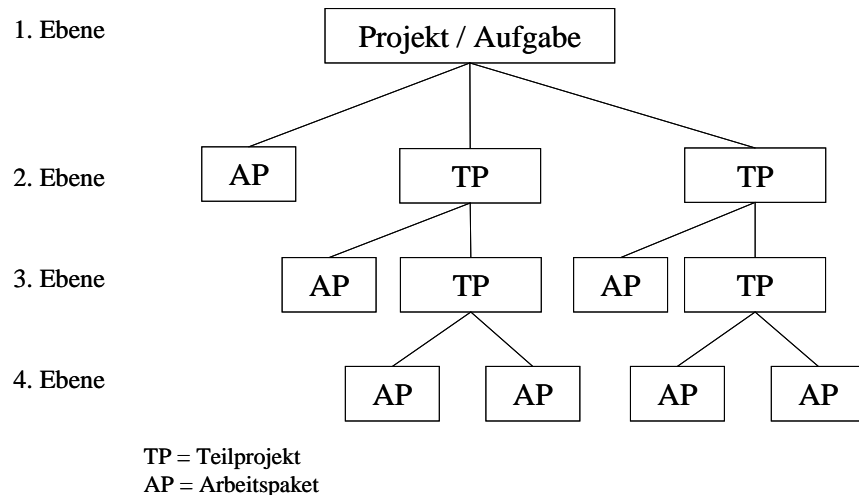 1. Ebene
Projekt / Aufgabe
2. Ebene
AP
TP
TP
3. Ebene
AP
TP
AP
TP
4. Ebene
AP
AP
AP
AP
TP = Teilprojekt
AP = Arbeitspaket